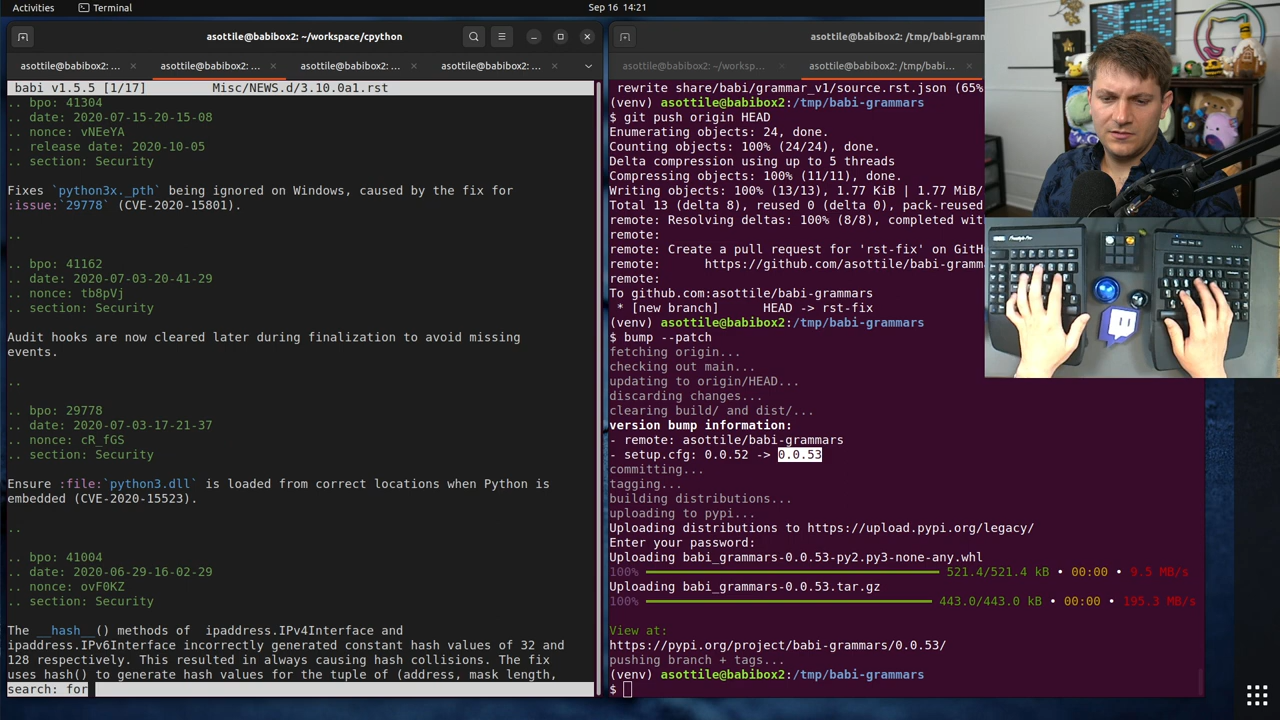 Activities
Terminal
Sep 16 14:21
asottile@babibox2: ~/workspace/cpython
asottile@babibox2: ...
asottile@babibox2: ...
asottile@babibox2: ...
asottile@babibox2: ...
babi v1.5.5 [1/17] Misc/NEWS.d/3.10.0a1.rst
.. bpo: 41304
.. date: 2020-07-15-20-15-08
.. nonce: vNEeYA
.. release date: 2020-10-05
.. section: Security
Fixes `python3x._pth` being ignored on Windows, caused by the fix for
:issue:`29778` (CVE-2020-15801).
..
.. bpo: 41162
.. date: 2020-07-03-20-41-29
.. nonce: tb8pVj
.. section: Security
Audit hooks are now cleared later during finalization to avoid missing
events.
..
.. bpo: 29778
.. date: 2020-07-03-17-21-37
.. nonce: cR_fGS
.. section: Security
Ensure :file:`python3.dll` is loaded from correct locations when Python is
embedded (CVE-2020-15523).
..
.. bpo: 41004
.. date: 2020-06-29-16-02-29
.. nonce: ovF0KZ
.. section: Security
The __hash__() methods of  ipaddress.IPv4Interface and
ipaddress.IPv6Interface incorrectly generated constant hash values of 32 and
128 respectively. This resulted in always causing hash collisions. The fix
uses hash() to generate hash values for the tuple of (address, mask length,
search: for
asottile@babibox2: /tmp/babi-gramm
asottile@babibox2: ~/worksp...
asottile@babibox2: /tmp/babi...
rewrite share/babi/grammar_v1/source.rst.json (65%
(venv) asottile@babibox2:/tmp/babi-grammars
$ git push origin HEAD
Enumerating objects: 24, done.
Counting objects: 100% (24/24), done.
Delta compression using up to 5 threads
Compressing objects: 100% (11/11), done.
Writing objects: 100% (13/13), 1.77 KiB | 1.77 MiB/
Total 13 (delta 8), reused 0 (delta 0), pack-reused
remote: Resolving deltas: 100% (8/8), completed wit
remote:
remote: Create a pull request for 'rst-fix' on GitH
remote:      https://github.com/asottile/babi-gramm
remote:
To github.com:asottile/babi-grammars
 * [new branch]      HEAD -> rst-fix
(venv) asottile@babibox2:/tmp/babi-grammars
$ bump --patch
fetching origin...
checking out main...
updating to origin/HEAD...
discarding changes...
clearing build/ and dist/...
version bump information:
- remote: asottile/babi-grammars
- setup.cfg: 0.0.52 -> 0.0.53
committing...
tagging...
building distributions...
uploading to pypi...
Uploading distributions to https://upload.pypi.org/legacy/
Enter your password:
Uploading babi_grammars-0.0.53-py2.py3-none-any.whl
100% 521.4/521.4 kB • 00:00 • 9.5 MB/s
Uploading babi_grammars-0.0.53.tar.gz
100% 443.0/443.0 kB • 00:00 • 195.3 MB/s
View at:
https://pypi.org/project/babi-grammars/0.0.53/
pushing branch + tags...
(venv) asottile@babibox2:/tmp/babi-grammars
$